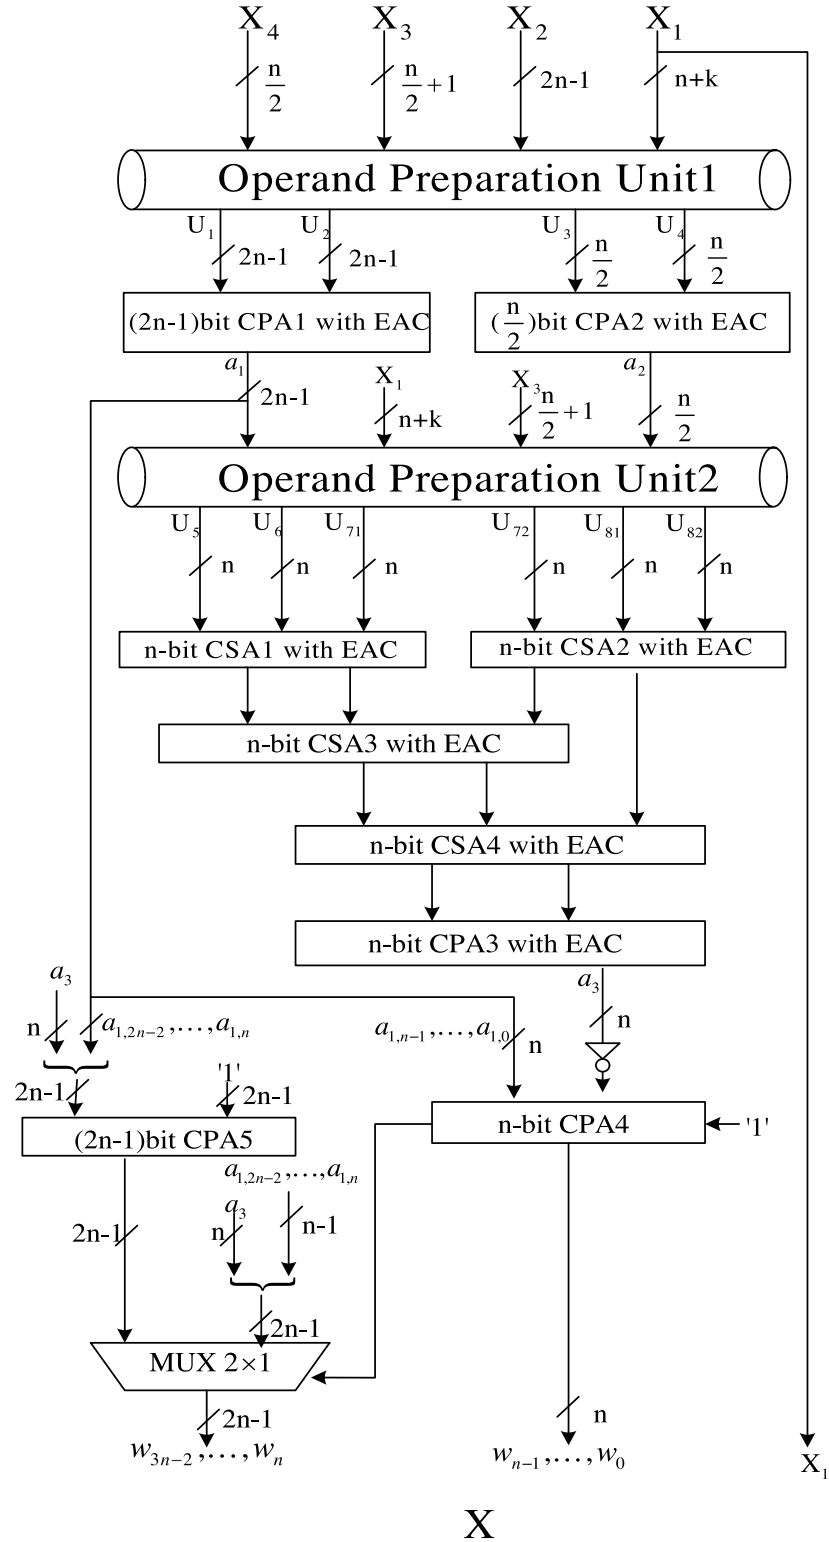 X₄ X₃ X₂ X₁
n/2 n/2+1 2n-1 n+k
Operand Preparation Unit1
U₁ U₂ U₃ U₄
2n-1 2n-1 n/2 n/2
(2n-1)bit CPA1 with EAC (n/2)bit CPA2 with EAC
a₁ X₁ X₃ a₂
2n-1 n+k n/2+1 n/2
Operand Preparation Unit2
U₅ U₆ U₇₁ U₇₂ U₈₁ U₈₂
n n n n n n
n-bit CSA1 with EAC n-bit CSA2 with EAC
n-bit CSA3 with EAC
n-bit CSA4 with EAC
n-bit CPA3 with EAC
a₃ a₃
n a₁,₂ₙ₋₂,...,a₁,ₙ a₁,ₙ₋₁,...,a₁,₀ n n
2n-1 '1' 2n-1
(2n-1)bit CPA5 n-bit CPA4 '1'
a₁,₂ₙ₋₂,...,a₁,ₙ
a₃
2n-1 n n-1
2n-1
MUX 2×1
2n-1 n
w₃ₙ₋₂,...,wₙ wₙ₋₁,...,w₀ X₁
X